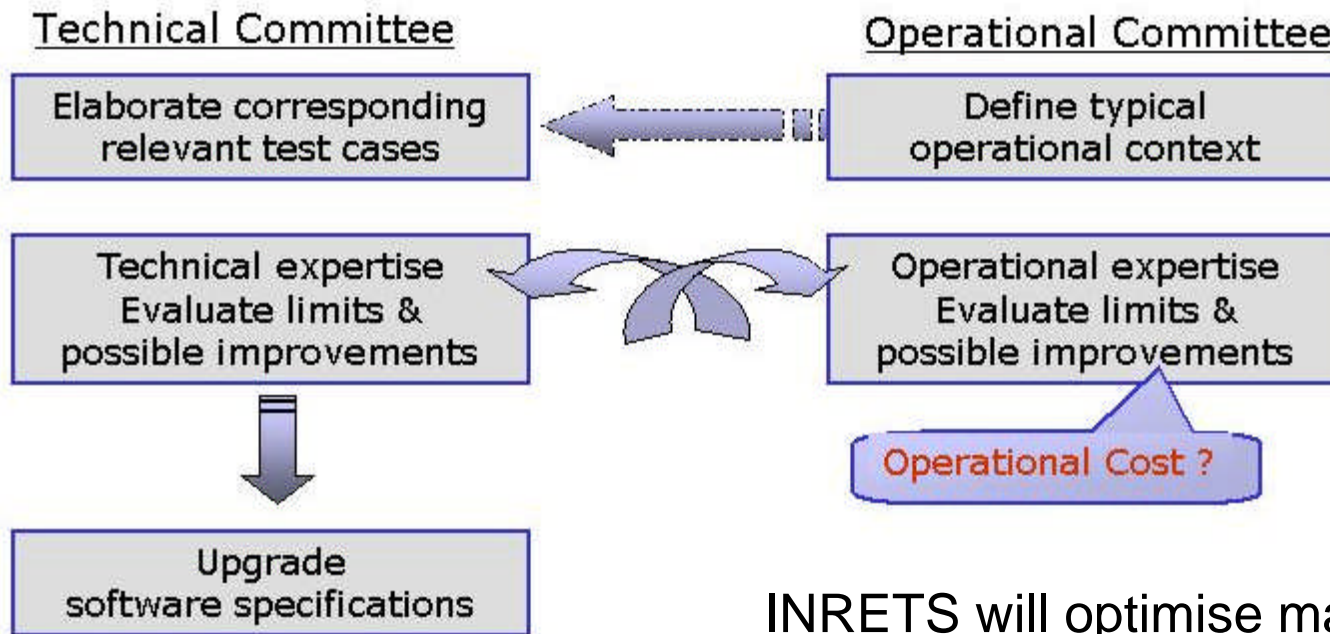 Technical Committee
Operational Committee
Elaborate corresponding
relevant test cases
Define typical
operational context
Technical expertise
Evaluate limits &
possible improvements
Operational expertise
Evaluate limits &
possible improvements
Operational Cost ?
Upgrade
software specifications
INRETS will optimise ma